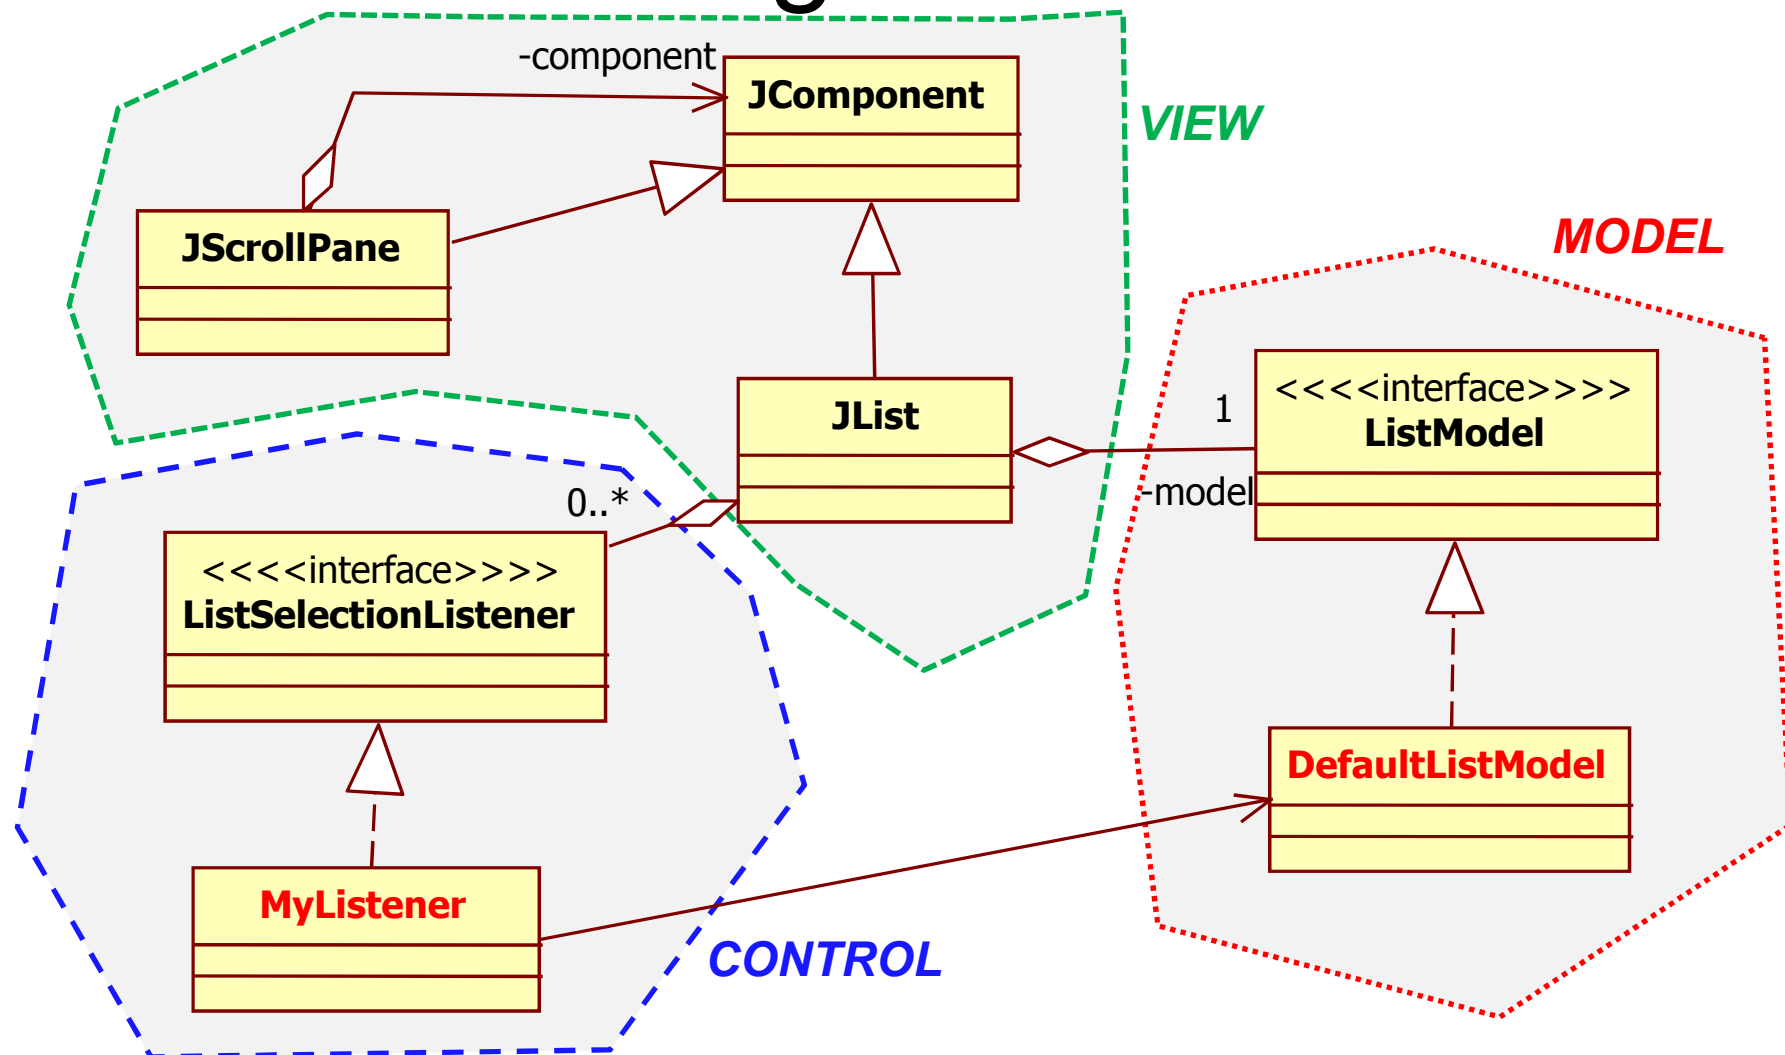 -component
JComponent
VIEW
JScrollPane
MODEL
JList
1
<<<<interface>>>>
ListModel
-model
0..*
<<<<interface>>>>
ListSelectionListener
DefaultListModel
MyListener
CONTROL